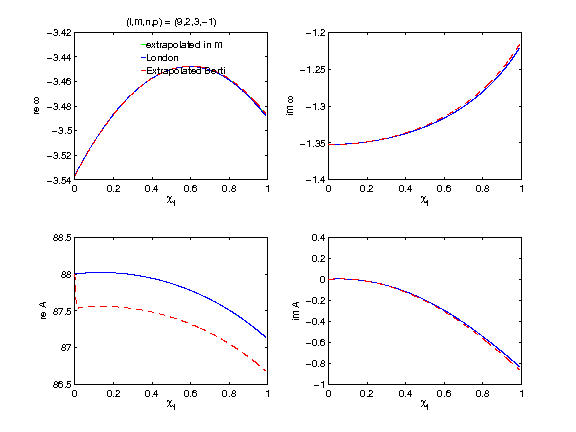 (l,m,n,p) = (9,2,3,−1)
−3.42
−3.44
−3.46
−3.48
−3.5
−3.52
−3.54
re ω
extrapolated in M
London
Extrapolated Berti
0 0.2 0.4 0.6 0.8 1
χf
−1.2
−1.25
−1.3
−1.35
−1.4
im ω
0 0.2 0.4 0.6 0.8 1
χf
88.5
88
87.5
87
86.5
re A
0 0.2 0.4 0.6 0.8 1
χf
0.4
0.2
0
−0.2
−0.4
−0.6
−0.8
−1
im A
0 0.2 0.4 0.6 0.8 1
χf